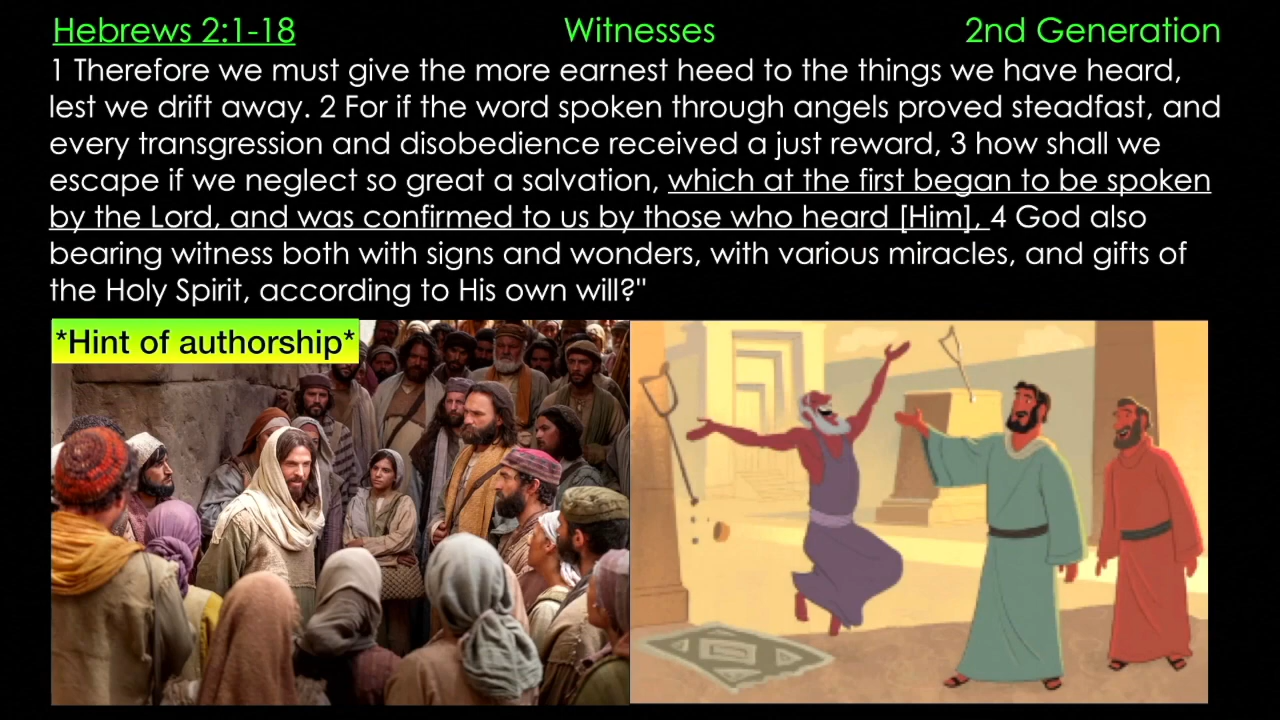 Hebrews 2:1-18 Witnesses 2nd Generation
1 Therefore we must give the more earnest heed to the things we have heard,
lest we drift away. 2 For if the word spoken through angels proved steadfast, and
every transgression and disobedience received a just reward, 3 how shall we
escape if we neglect so great a salvation, which at the first began to be spoken
by the Lord, and was confirmed to us by those who heard [Him], 4 God also
bearing witness both with signs and wonders, with various miracles, and gifts of
the Holy Spirit, according to His own will?"
*Hint of authorship*